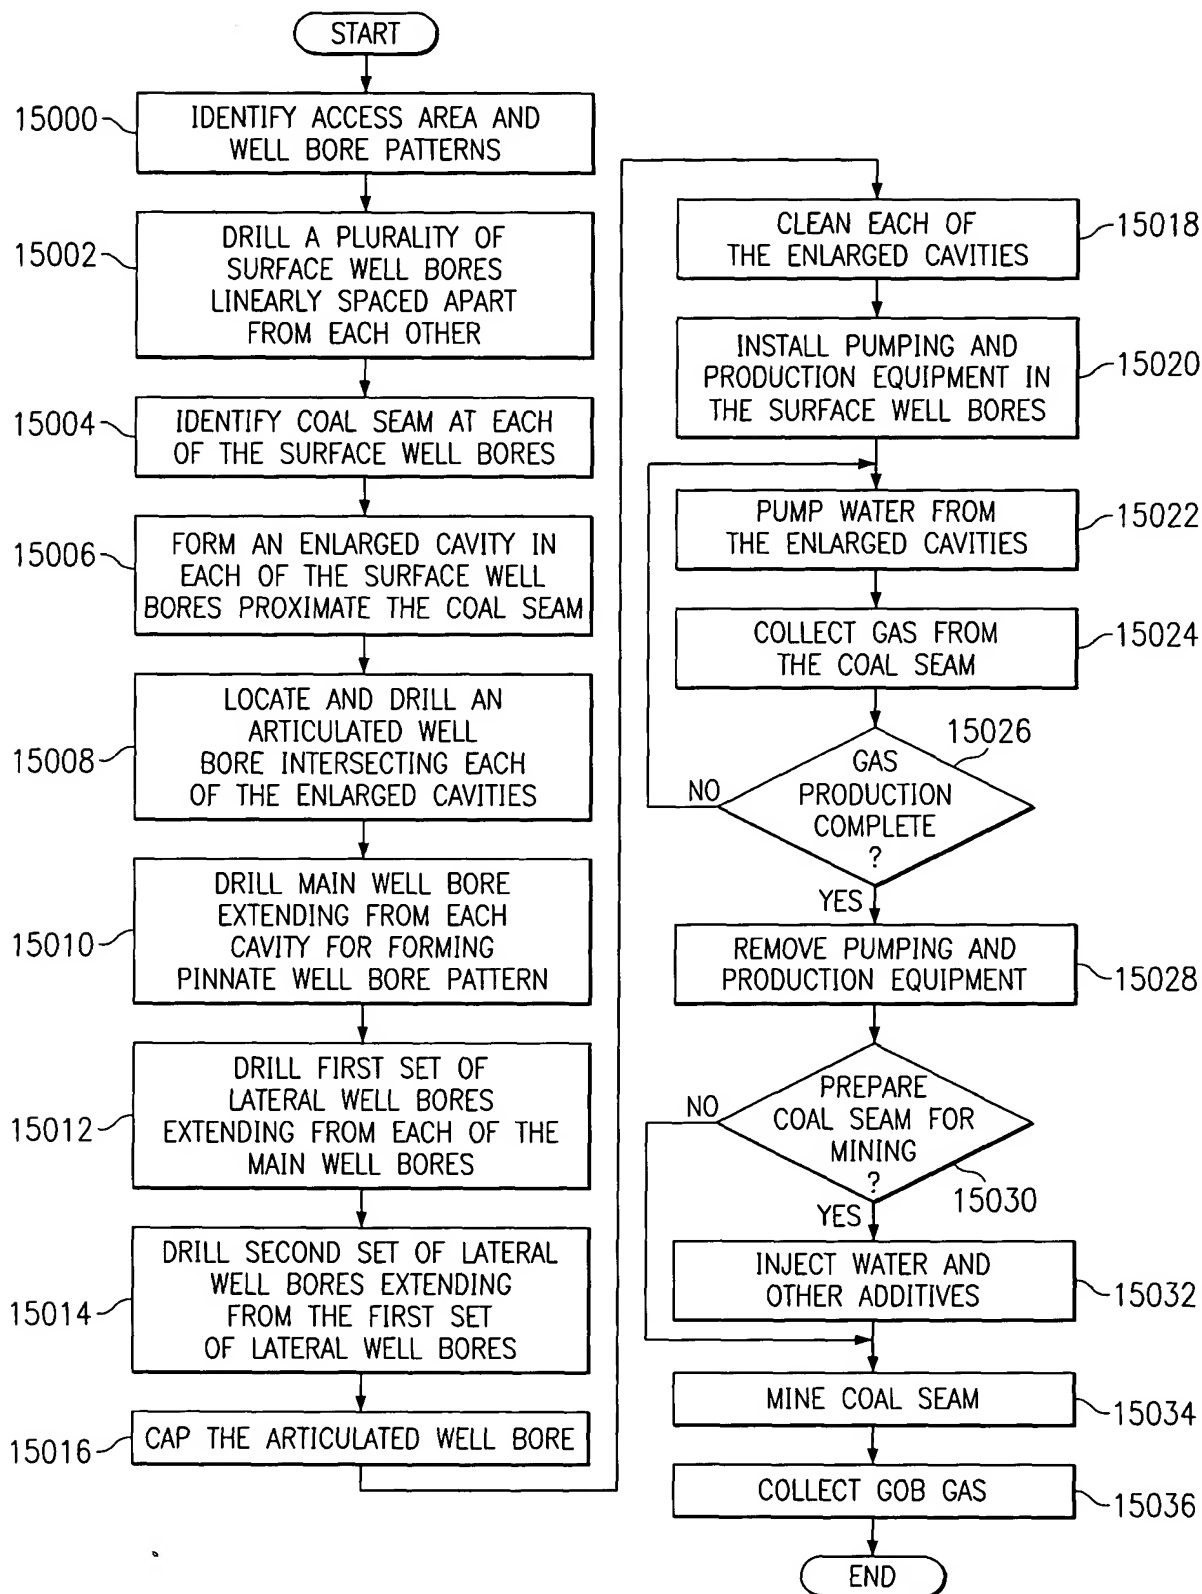 START
15000
IDENTIFY ACCESS AREA AND
WELL BORE PATTERNS
15002
DRILL A PLURALITY OF
SURFACE WELL BORES
LINEARLY SPACED APART
FROM EACH OTHER
15004
IDENTIFY COAL SEAM AT EACH
OF THE SURFACE WELL BORES
15006
FORM AN ENLARGED CAVITY IN
EACH OF THE SURFACE WELL
BORES PROXIMATE THE COAL SEAM
15008
LOCATE AND DRILL AN
ARTICULATED WELL
BORE INTERSECTING EACH
OF THE ENLARGED CAVITIES
15010
DRILL MAIN WELL BORE
EXTENDING FROM EACH
CAVITY FOR FORMING
PINNATE WELL BORE PATTERN
15012
DRILL FIRST SET OF
LATERAL WELL BORES
EXTENDING FROM EACH OF THE
MAIN WELL BORES
15014
DRILL SECOND SET OF LATERAL
WELL BORES EXTENDING
FROM THE FIRST SET
OF LATERAL WELL BORES
15016
CAP THE ARTICULATED WELL BORE
CLEAN EACH OF
THE ENLARGED CAVITIES
15018
INSTALL PUMPING AND
PRODUCTION EQUIPMENT IN
THE SURFACE WELL BORES
15020
PUMP WATER FROM
THE ENLARGED CAVITIES
15022
COLLECT GAS FROM
THE COAL SEAM
15024
15026
GAS
PRODUCTION
COMPLETE
?
NO
YES
REMOVE PUMPING AND
PRODUCTION EQUIPMENT
15028
PREPARE
COAL SEAM FOR
MINING
?
NO
15030
YES
INJECT WATER AND
OTHER ADDITIVES
15032
MINE COAL SEAM
15034
COLLECT GOB GAS
15036
END